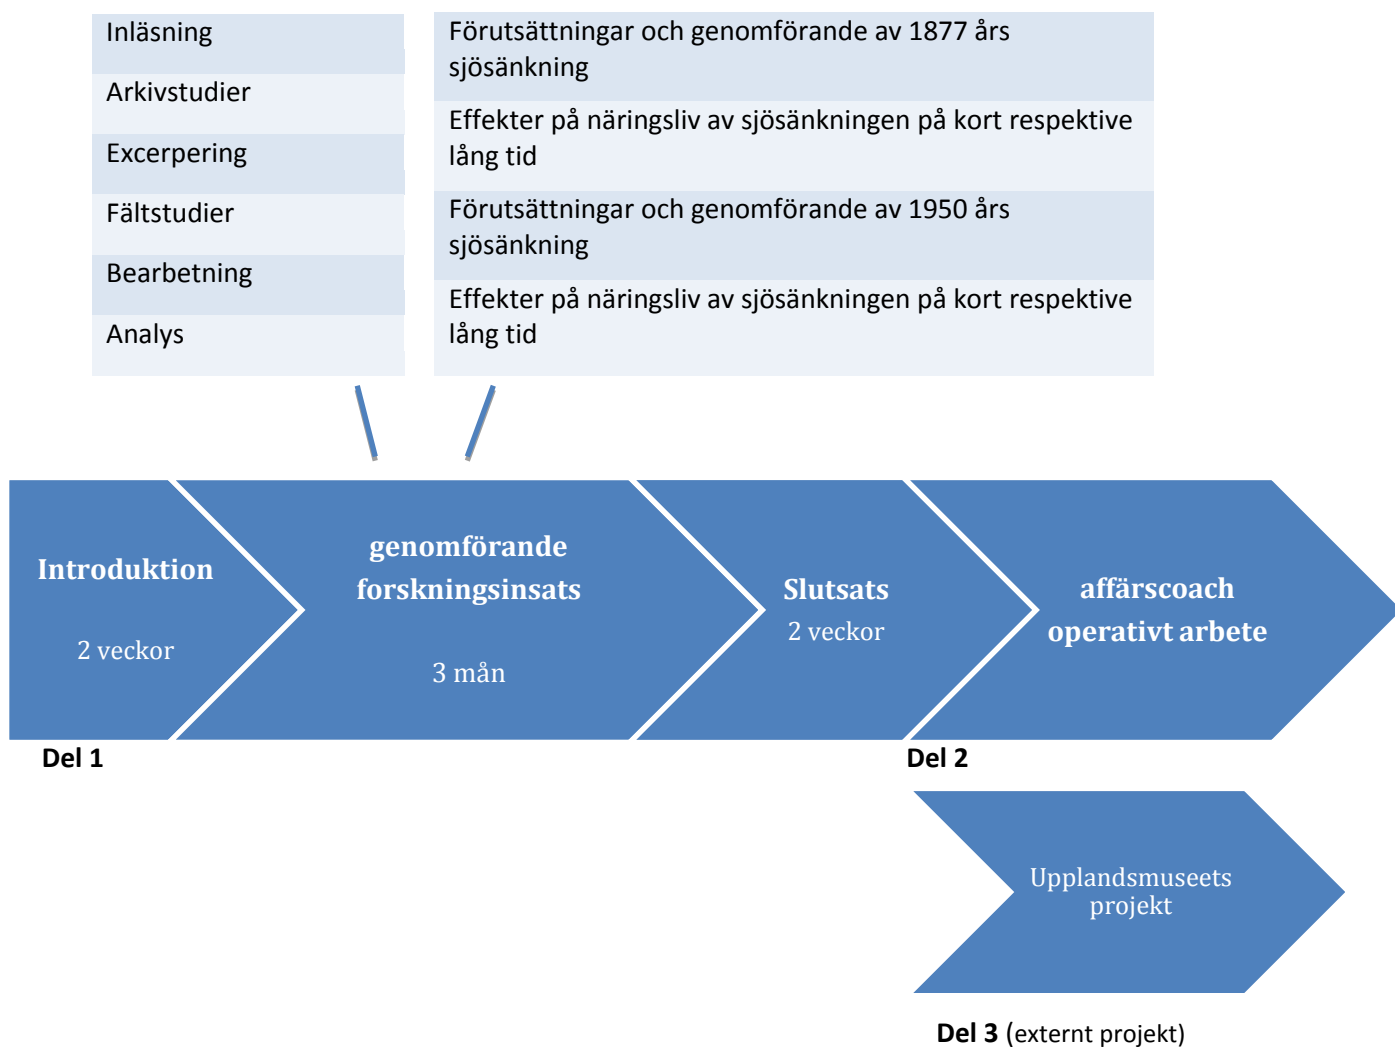 Inläsning
Arkivstudier
Excerpering
Fältstudier
Bearbetning
Analys
Förutsättningar och genomförande av 1877 års
sjösänkning
Effekter på näringsliv av sjösänkningen på kort respektive
lång tid
Förutsättningar och genomförande av 1950 års
sjösänkning
Effekter på näringsliv av sjösänkningen på kort respektive
lång tid
Introduktion
2 veckor
genomförande
forskningsinsats
3 mån
Slutsats
2 veckor
affärscoach
operativt arbete
Del 1
Del 2
Upplandsmuseets
projekt
Del 3 (externt projekt)